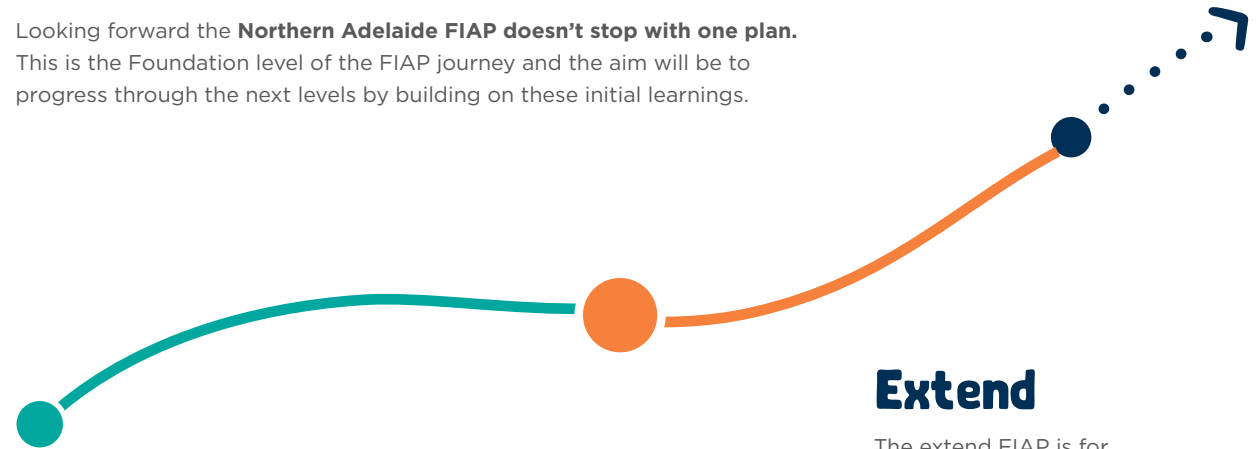 Looking forward the Northern Adelaide FIAP doesn’t stop with one plan.
This is the Foundation level of the FIAP journey and the aim will be to
progress through the next levels by building on these initial learnings.
Extend
The extend FIAP is for